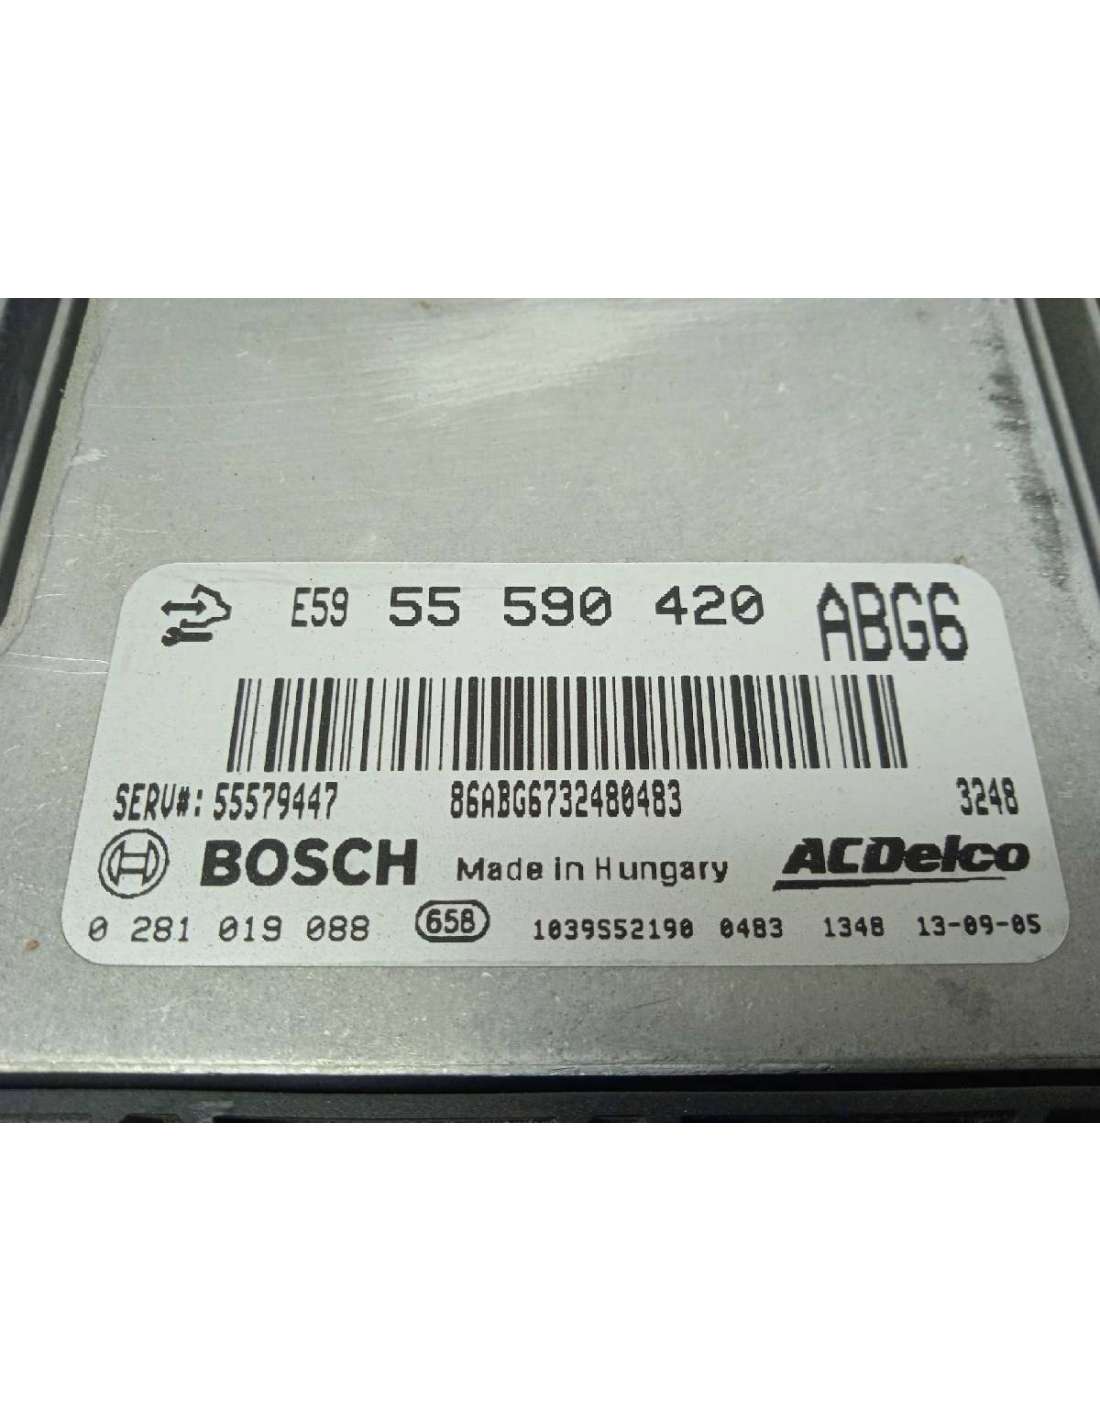 E59 55 590 420 ABG6
SERV#: 55579447 86ABG6732480483 3248
BOSCH Made in Hungary ACDelco
0 281 019 088 658 1039S52190 0483 1348 13-09-05